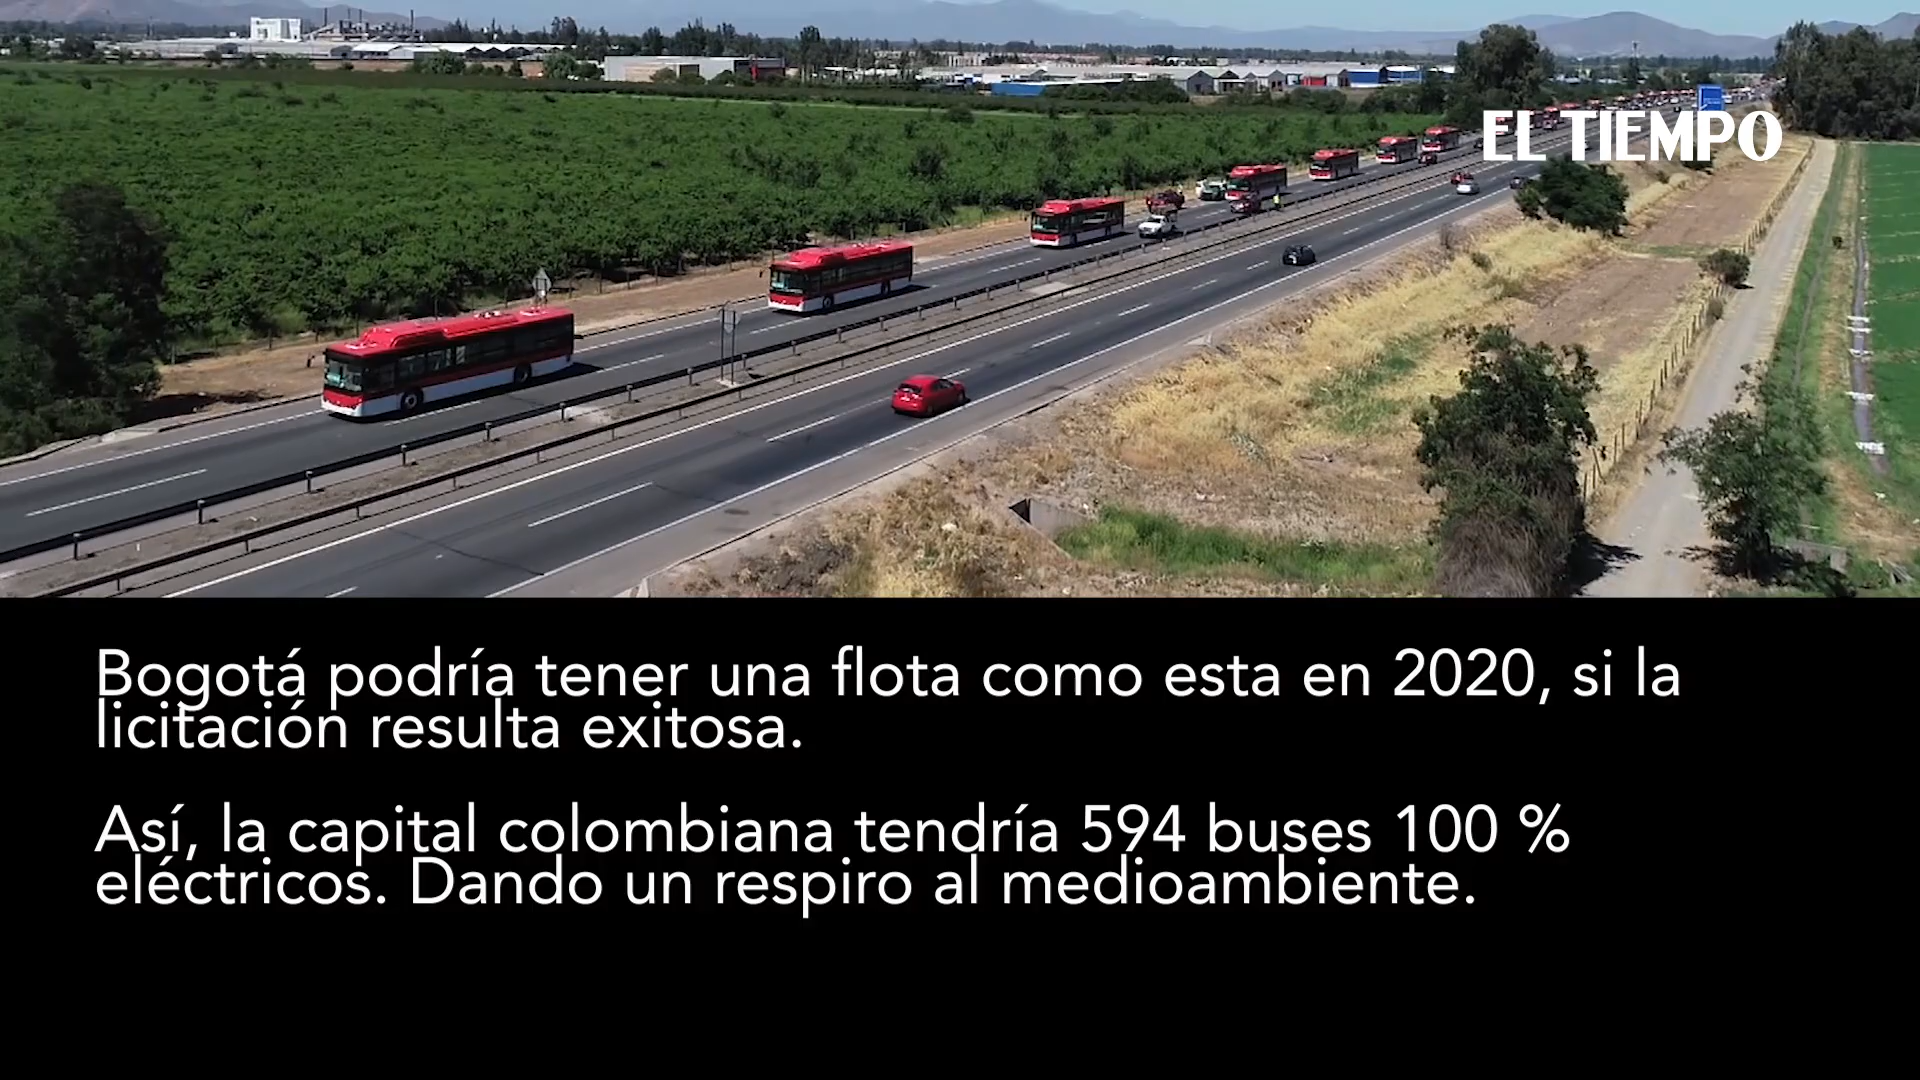 EL TIEMPO
Bogotá podría tener una flota como esta en 2020, si la
licitación resulta exitosa.
Así, la capital colombiana tendría 594 buses 100 %
eléctricos. Dando un respiro al medioambiente.